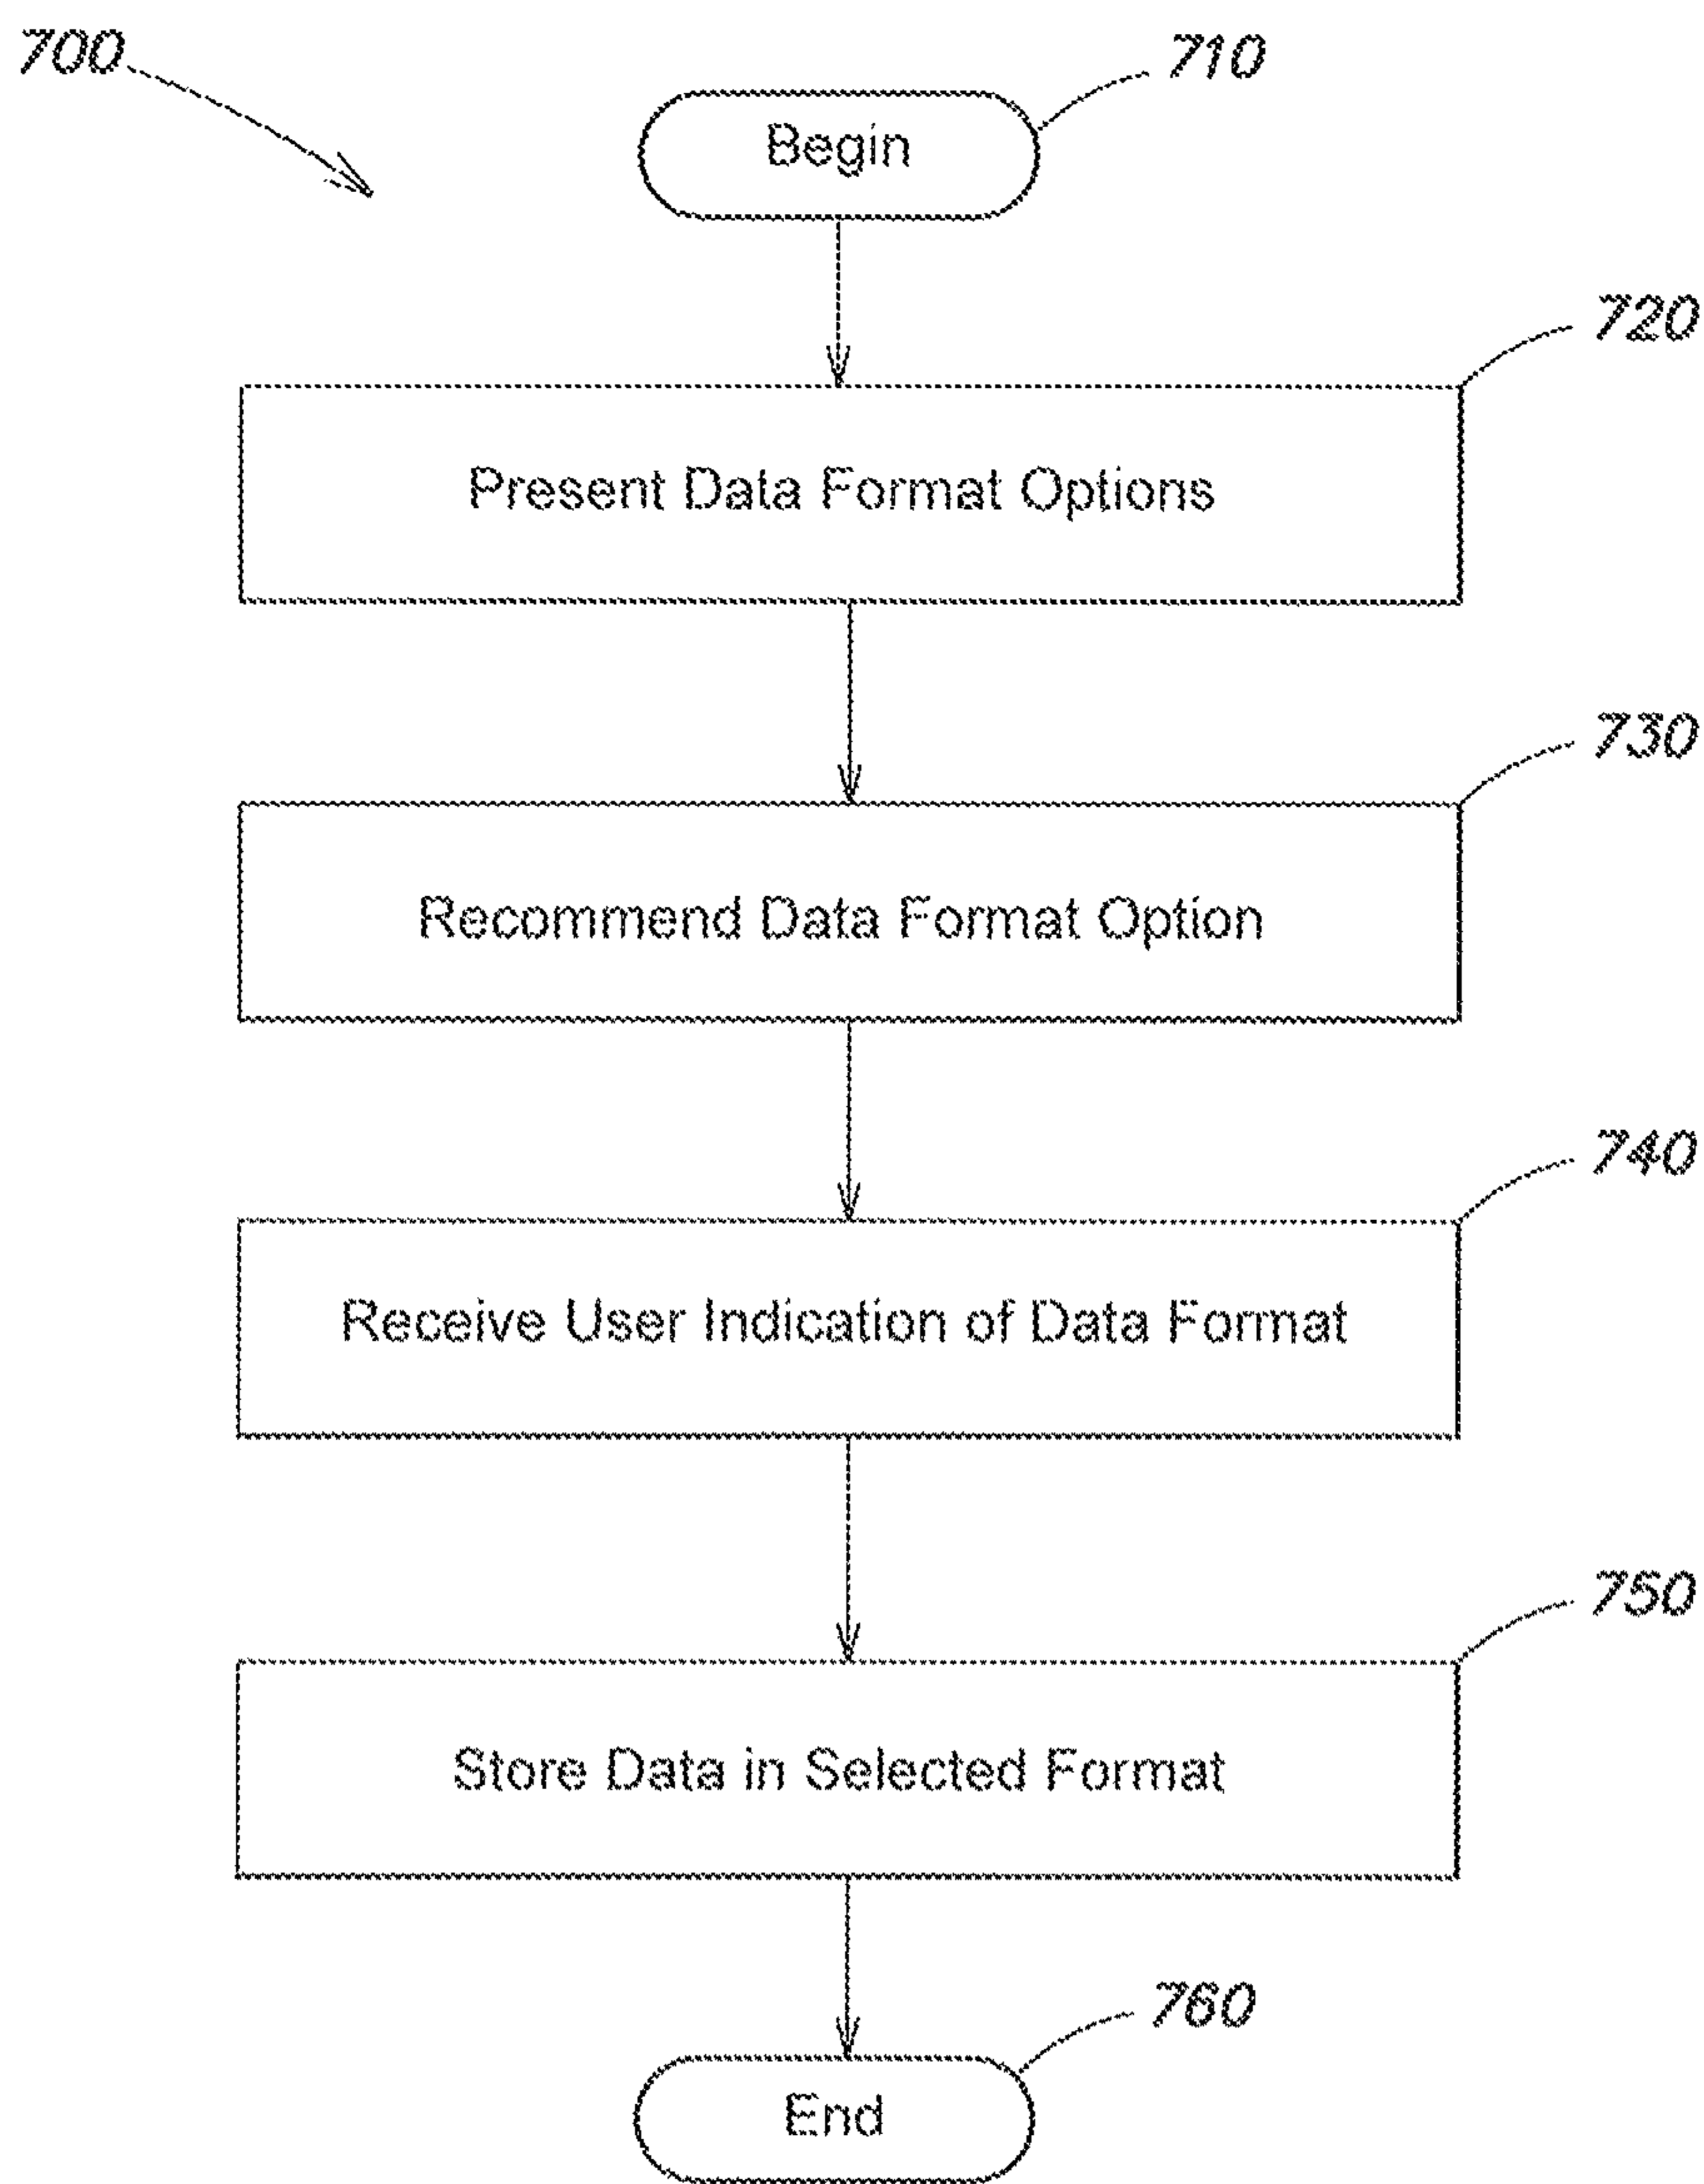 700
710
Begin
720
Present Data Format Options
730
Recommend Data Format Option
740
Receive User Indication of Data Format
750
Store Data in Selected Format
760
End